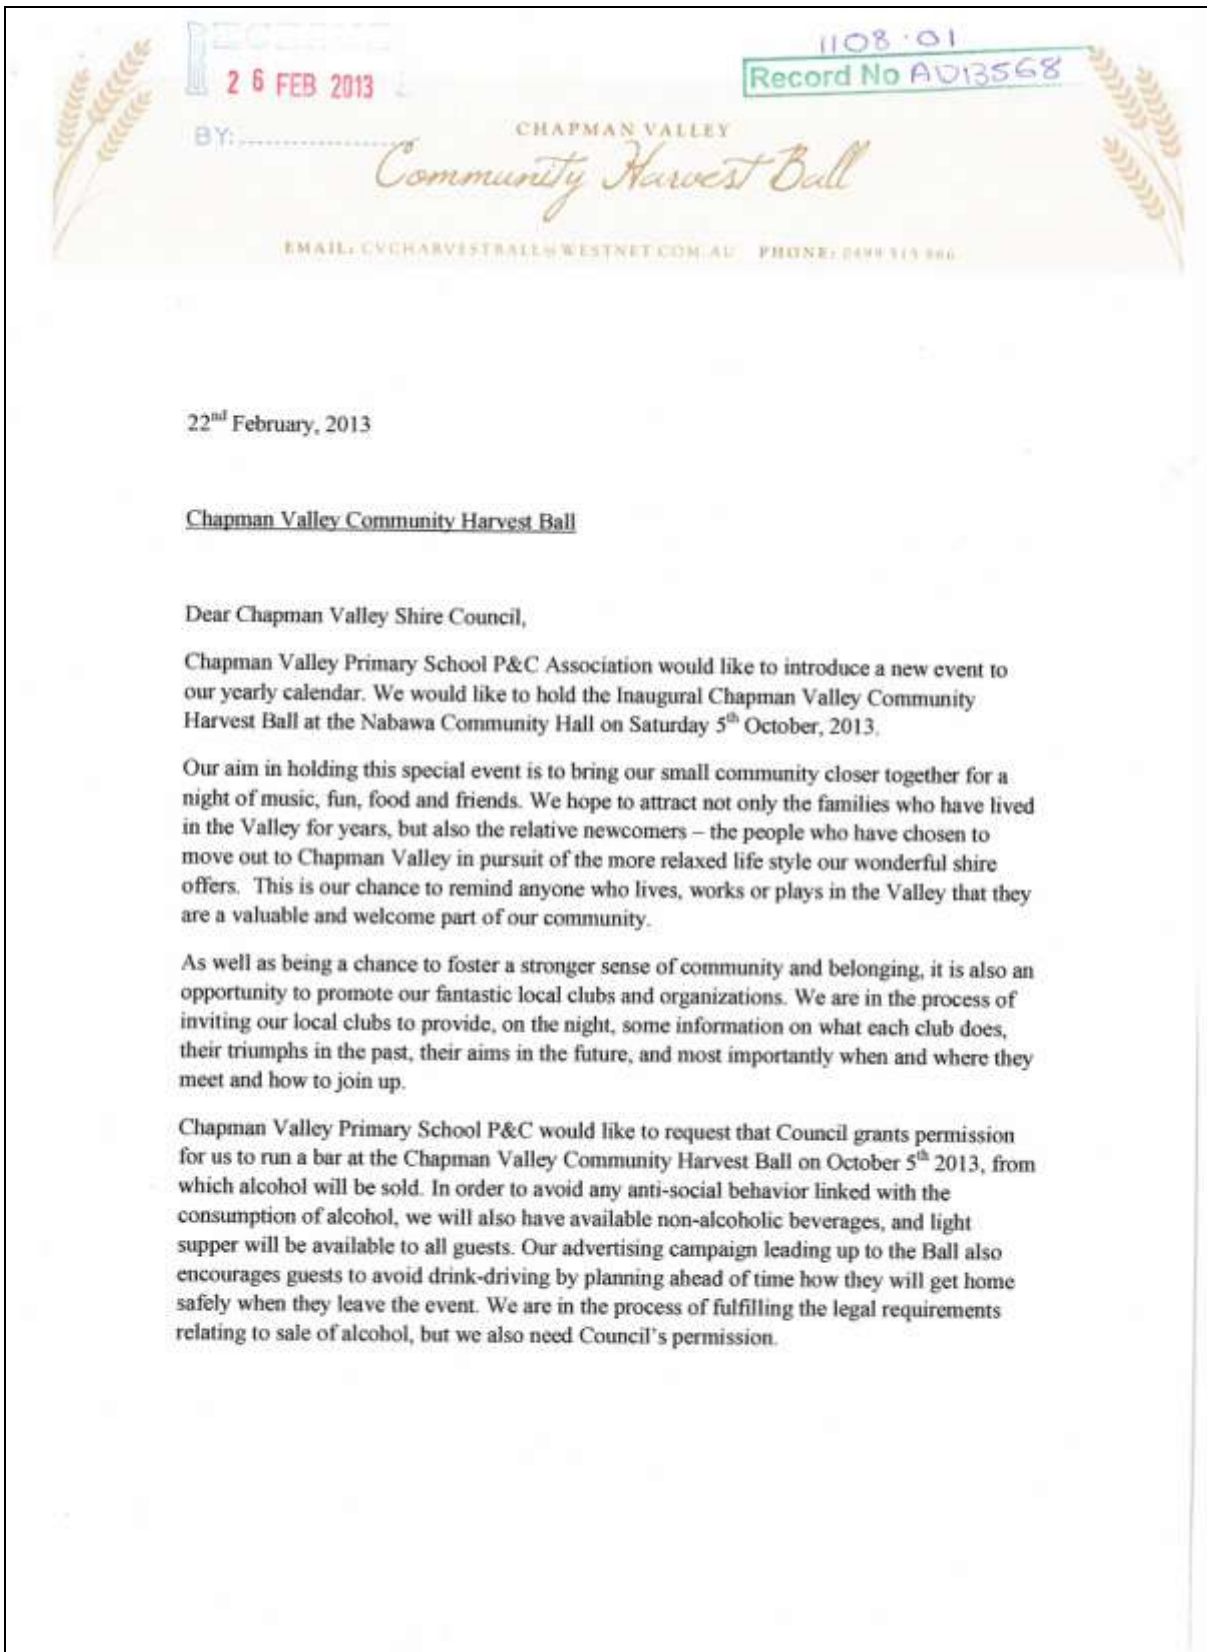 26 FEB 2013
1108.01
Record No AU13568
BY:
CHAPMAN VALLEY
Community Harvest Ball
EMAIL: CVCHARVESTBALL@WESTNET.COM.AU PHONE:
22nd February, 2013
Chapman Valley Community Harvest Ball
Dear Chapman Valley Shire Council,
Chapman Valley Primary School P&C Association would like to introduce a new event to
our yearly calendar. We would like to hold the Inaugural Chapman Valley Community
Harvest Ball at the Nabawa Community Hall on Saturday 5th October, 2013.
Our aim in holding this special event is to bring our small community closer together for a
night of music, fun, food and friends. We hope to attract not only the families who have lived
in the Valley for years, but also the relative newcomers – the people who have chosen to
move out to Chapman Valley in pursuit of the more relaxed life style our wonderful shire
offers. This is our chance to remind anyone who lives, works or plays in the Valley that they
are a valuable and welcome part of our community.
As well as being a chance to foster a stronger sense of community and belonging, it is also an
opportunity to promote our fantastic local clubs and organizations. We are in the process of
inviting our local clubs to provide, on the night, some information on what each club does,
their triumphs in the past, their aims in the future, and most importantly when and where they
meet and how to join up.
Chapman Valley Primary School P&C would like to request that Council grants permission
for us to run a bar at the Chapman Valley Community Harvest Ball on October 5th 2013, from
which alcohol will be sold. In order to avoid any anti-social behavior linked with the
consumption of alcohol, we will also have available non-alcoholic beverages, and light
supper will be available to all guests. Our advertising campaign leading up to the Ball also
encourages guests to avoid drink-driving by planning ahead of time how they will get home
safely when they leave the event. We are in the process of fulfilling the legal requirements
relating to sale of alcohol, but we also need Council's permission.